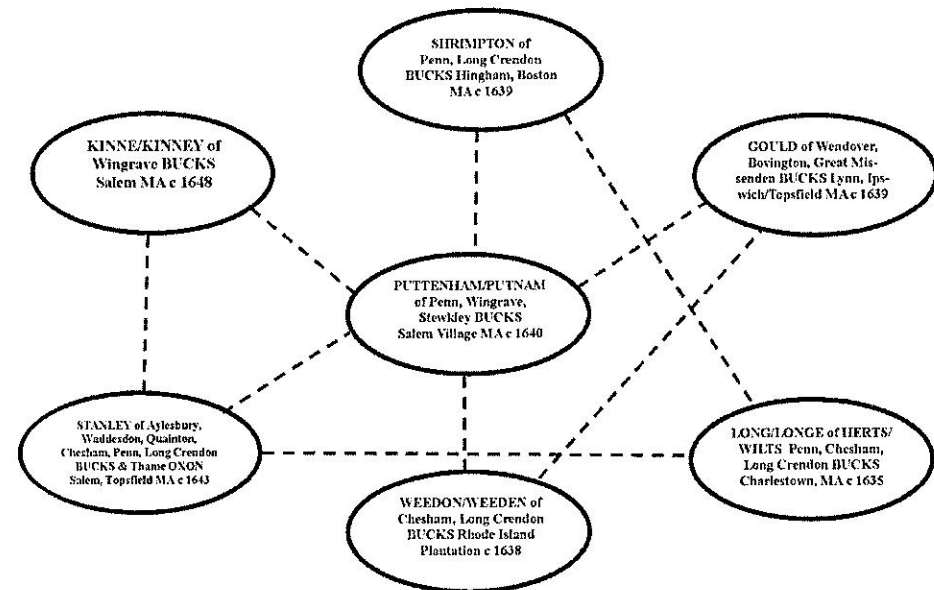 SHRIMPTON of
Penn, Long Crendon
BUCKS Hingham, Boston
MA c 1639
KINNE/KINNEY of
Wingrave BUCKS
Salem MA c 1648
GOULD of Wendover,
Bovington, Great Mis-
senden BUCKS Lynn, Ips-
wich/Topsfield MA c 1639
PUTTENHAM/PUTNAM
of Penn, Wingrave,
Stewkley BUCKS
Salem Village MA c 1640
STANLEY of Aylesbury,
Waddesdon, Quainton,
Chesham, Penn, Long Crendon
BUCKS & Thame OXON
Salem, Topsfield MA c 1643
LONG/LONGE of HERTS/
WILTS Penn, Chesham,
Long Crendon BUCKS
Charlestown, MA c 1635
WEEDON/WEEDEN of
Chesham, Long Crendon
BUCKS Rhode Island
Plantation c 1638